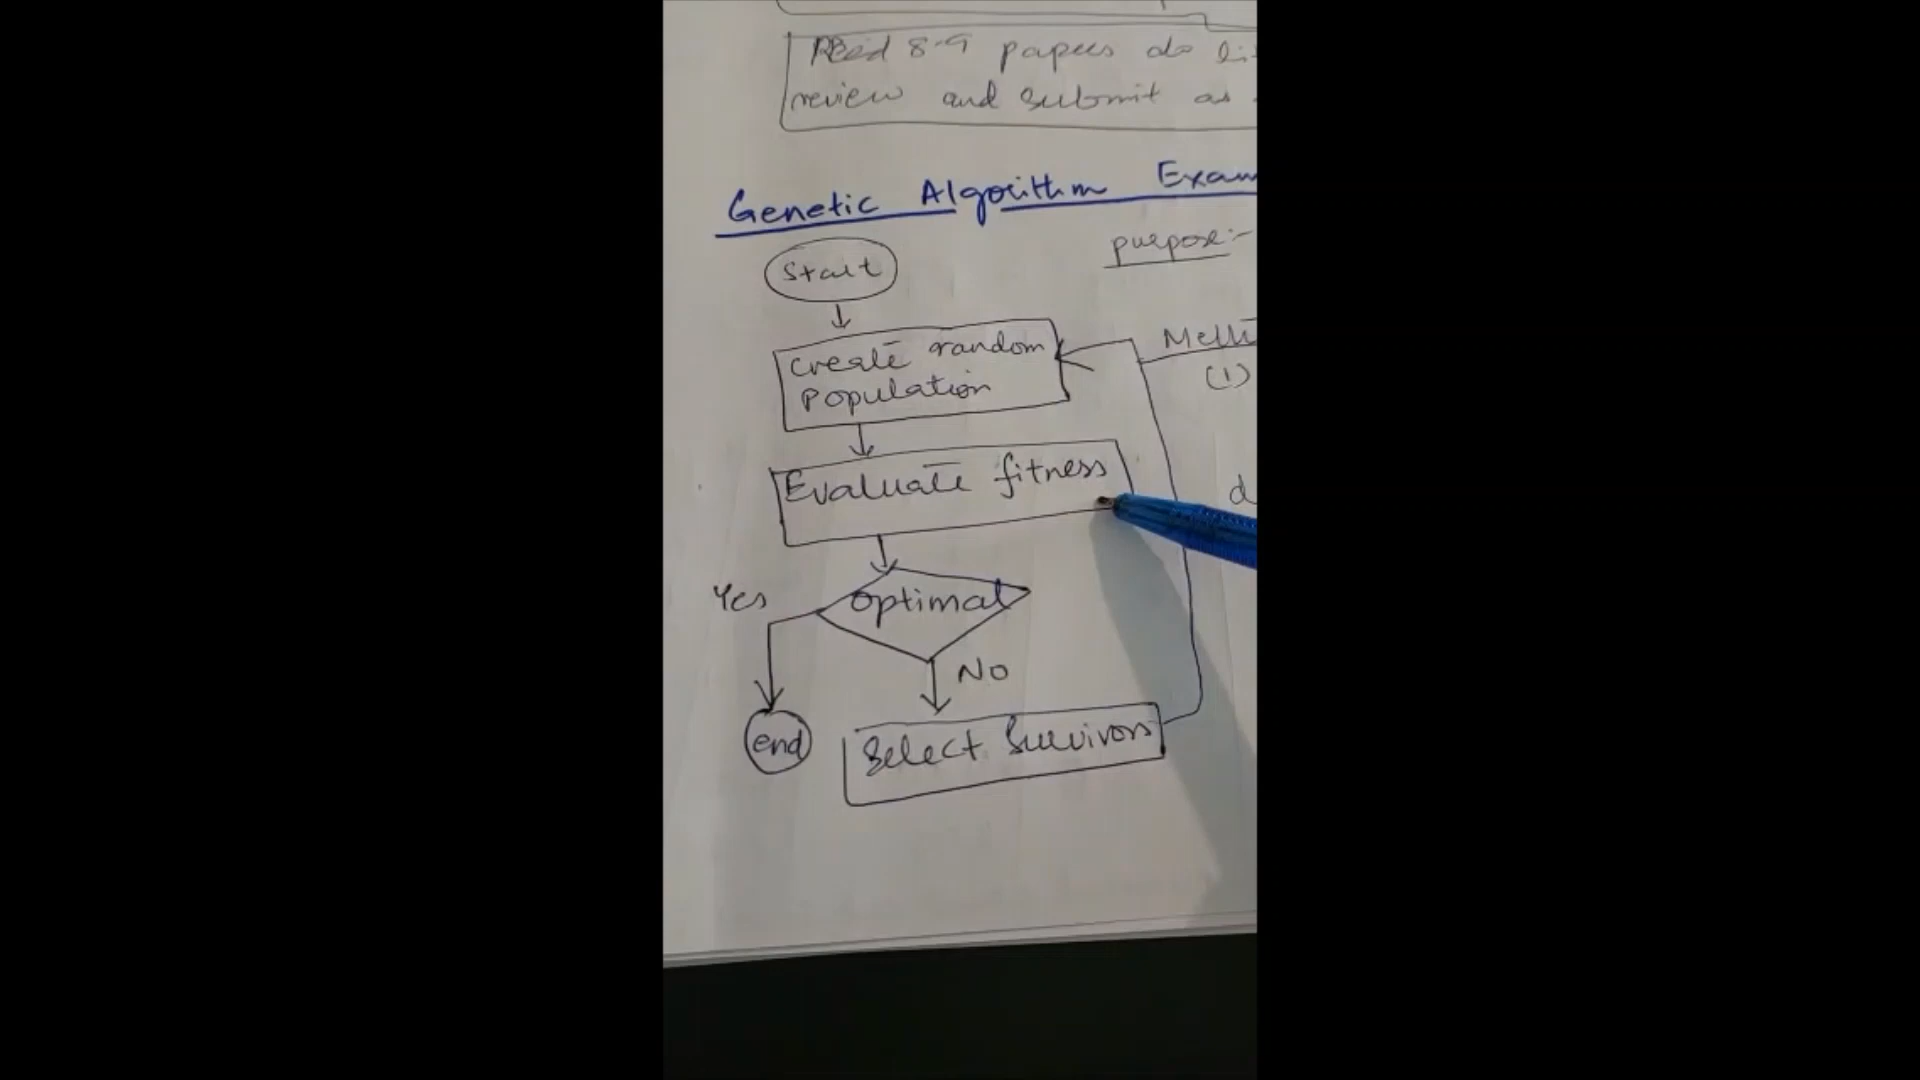 Read 8-9 papers do
review and submit as
Genetic Algorithm
purpose:-
Start
Create random
population
(1)
Evaluate fitness
Optimal
Yes
No
end
Select Survivors